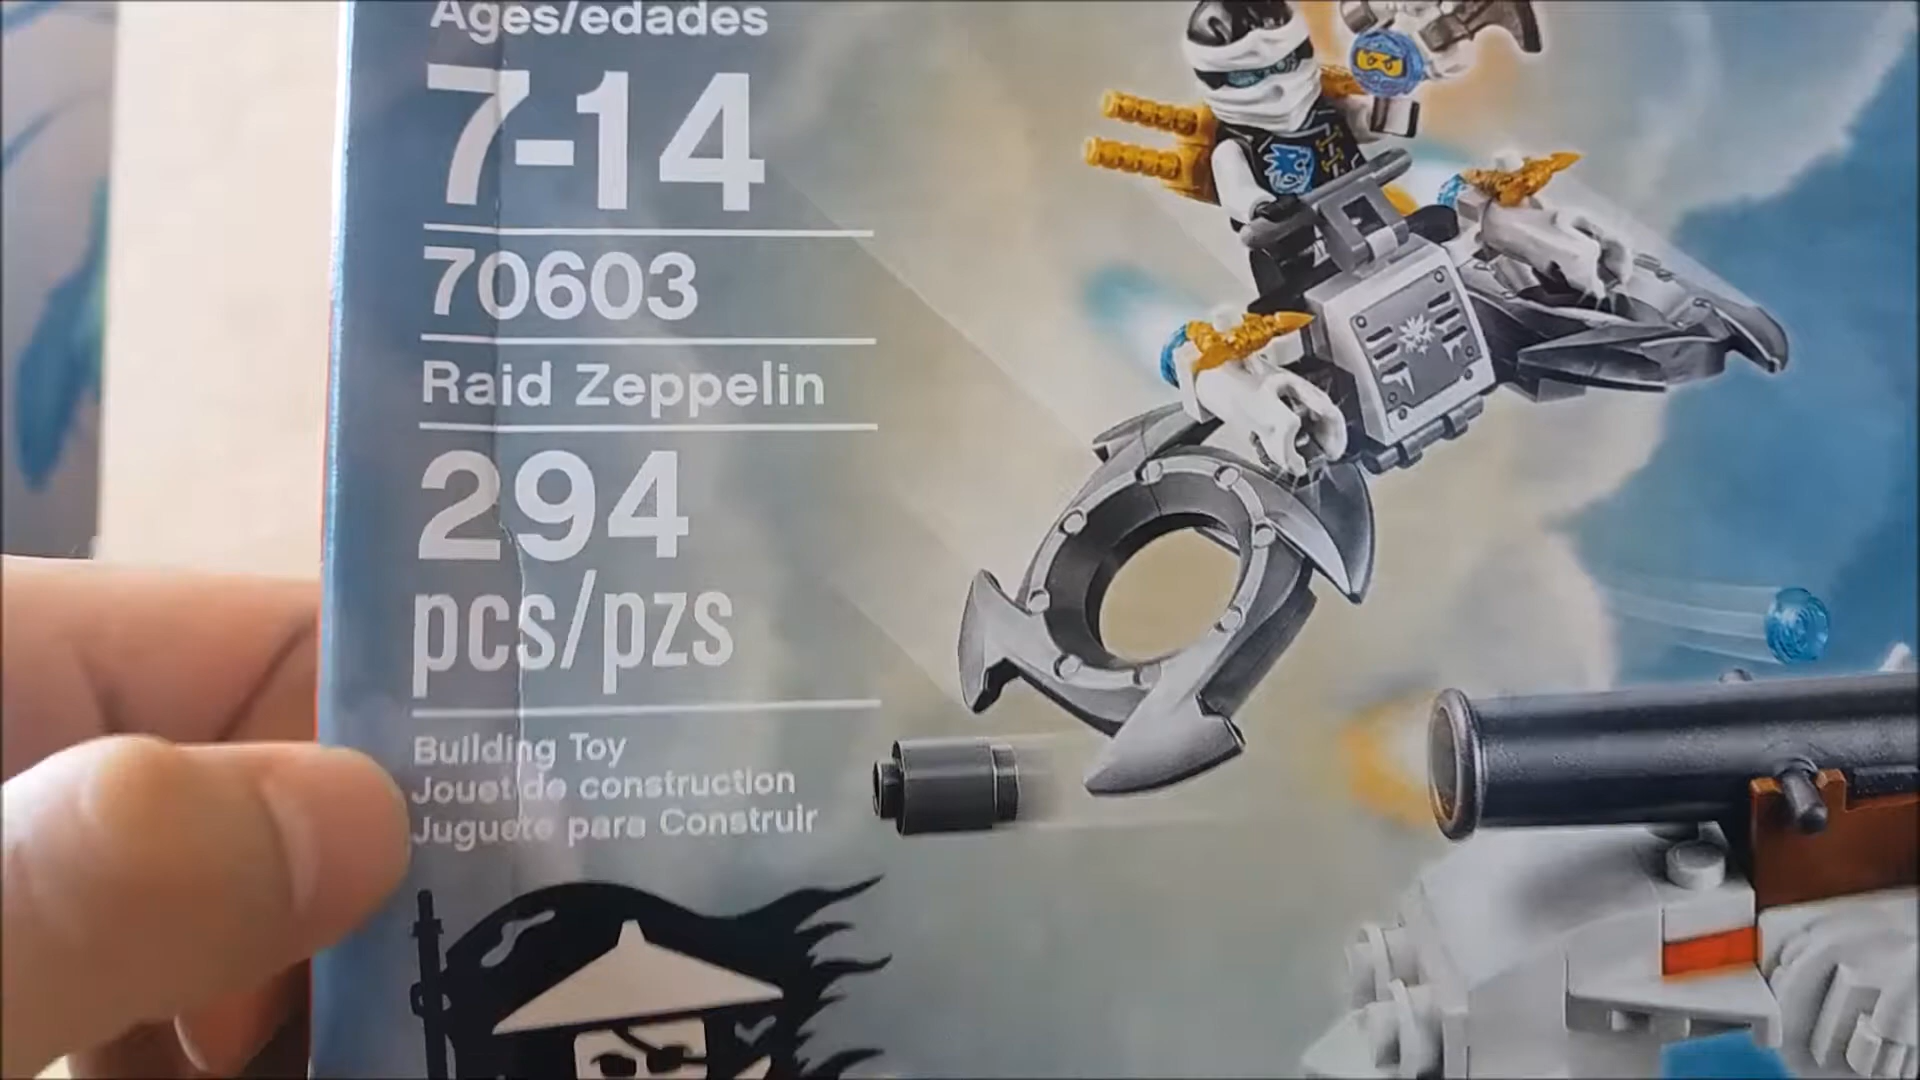 Ages/edades
7-14
70603
Raid Zeppelin
294
pcs/pzs
Building Toy
Jouet de construction
Juguete para Construir